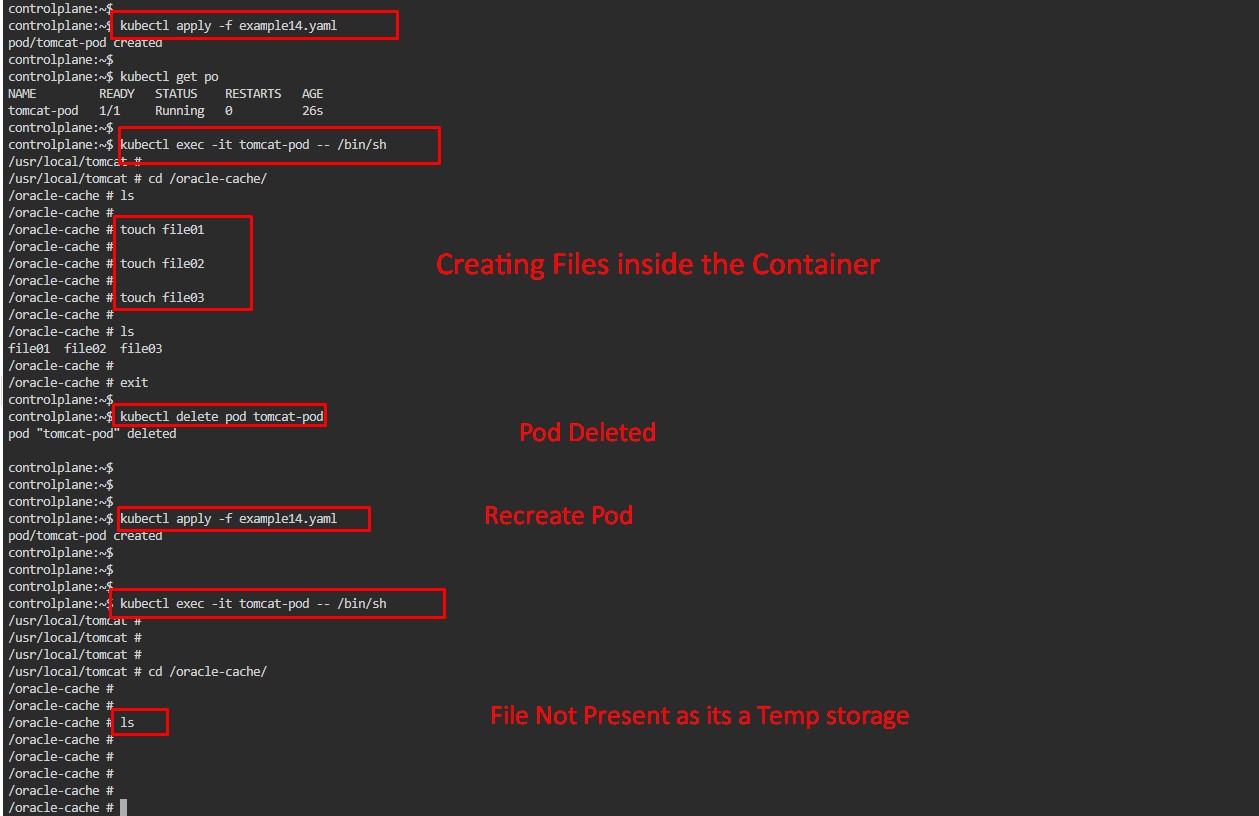 controlplane:~$
controlplane:~$ kubectl apply -f example14.yaml
pod/tomcat-pod created
controlplane:~$
controlplane:~$ kubectl get po
NAME         READY   STATUS    RESTARTS   AGE
tomcat-pod   1/1     Running   0          26s
controlplane:~$
controlplane:~$ kubectl exec -it tomcat-pod -- /bin/sh
/usr/local/tomcat #
/usr/local/tomcat # cd /oracle-cache/
/oracle-cache # ls
/oracle-cache #
/oracle-cache # touch file01
/oracle-cache #
/oracle-cache # touch file02
Creating Files inside the Container
/oracle-cache #
/oracle-cache # touch file03
/oracle-cache #
/oracle-cache # ls
file01  file02  file03
/oracle-cache #
/oracle-cache # exit
controlplane:~$
controlplane:~$ kubectl delete pod tomcat-pod
pod "tomcat-pod" deleted
Pod Deleted
controlplane:~$
controlplane:~$
controlplane:~$
controlplane:~$ kubectl apply -f example14.yaml
Recreate Pod
pod/tomcat-pod created
controlplane:~$
controlplane:~$
controlplane:~$
controlplane:~$ kubectl exec -it tomcat-pod -- /bin/sh
/usr/local/tomcat #
/usr/local/tomcat #
/usr/local/tomcat #
/usr/local/tomcat # cd /oracle-cache/
/oracle-cache #
/oracle-cache #
/oracle-cache # ls
File Not Present as its a Temp storage
/oracle-cache #
/oracle-cache #
/oracle-cache #
/oracle-cache #
/oracle-cache #